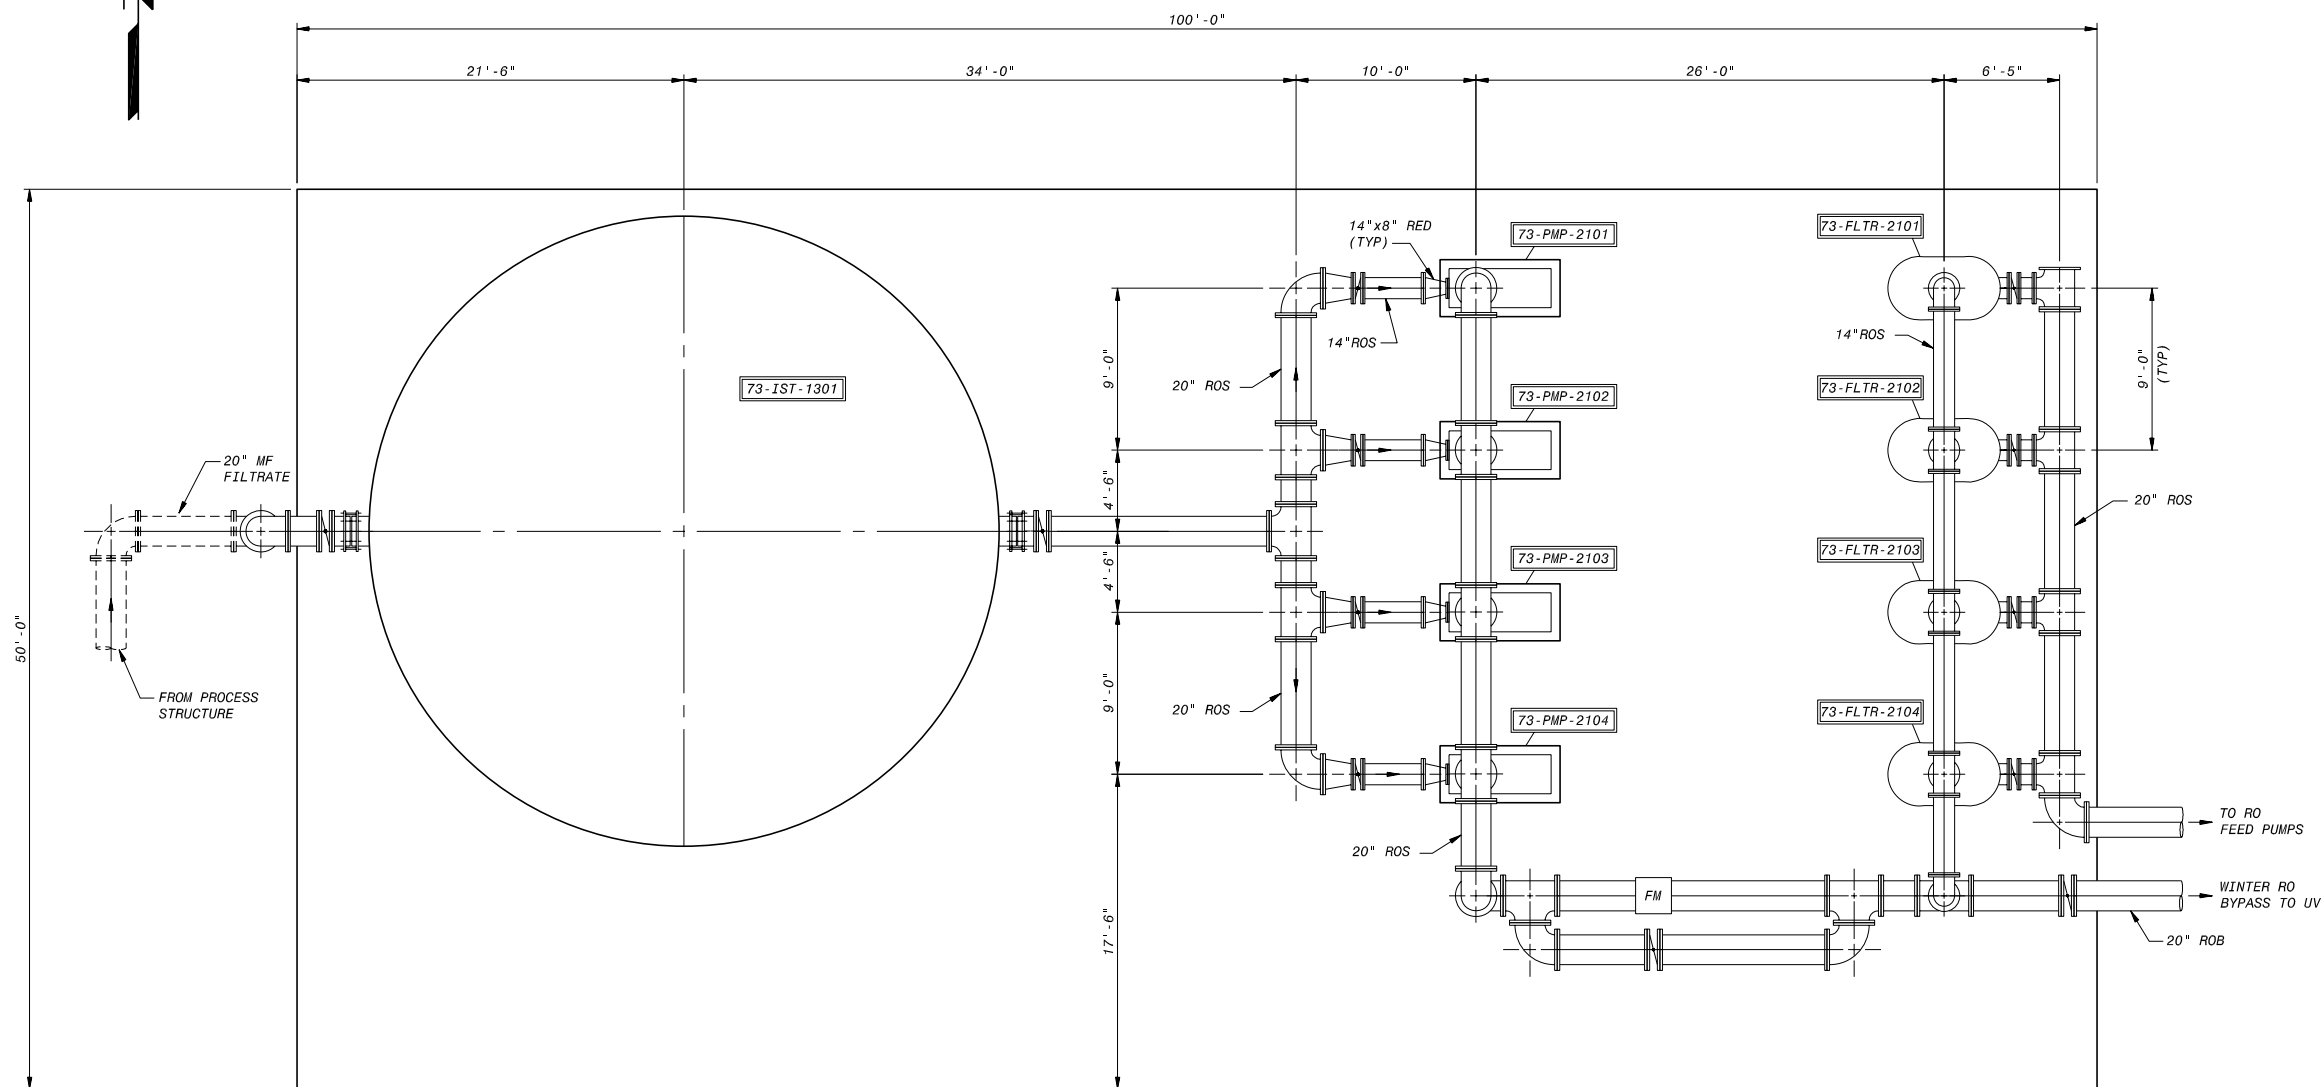 100'-0"
21'-6"
34'-0"
10'-0"
26'-0"
6'-5"
50'-0"
73-IST-1301
20" MF
FILTRATE
FROM PROCESS
STRUCTURE
14"x8" RED
(TYP)
73-PMP-2101
73-FLTR-2101
14"ROS
14"ROS
9'-0"
9'-0"
(TYP)
20" ROS
73-PMP-2102
73-FLTR-2102
4'-6"
20" ROS
4'-6"
73-PMP-2103
73-FLTR-2103
9'-0"
20" ROS
73-PMP-2104
73-FLTR-2104
TO RO
FEED PUMPS
20" ROS
FM
WINTER RO
BYPASS TO UV
17'-6"
20" ROB